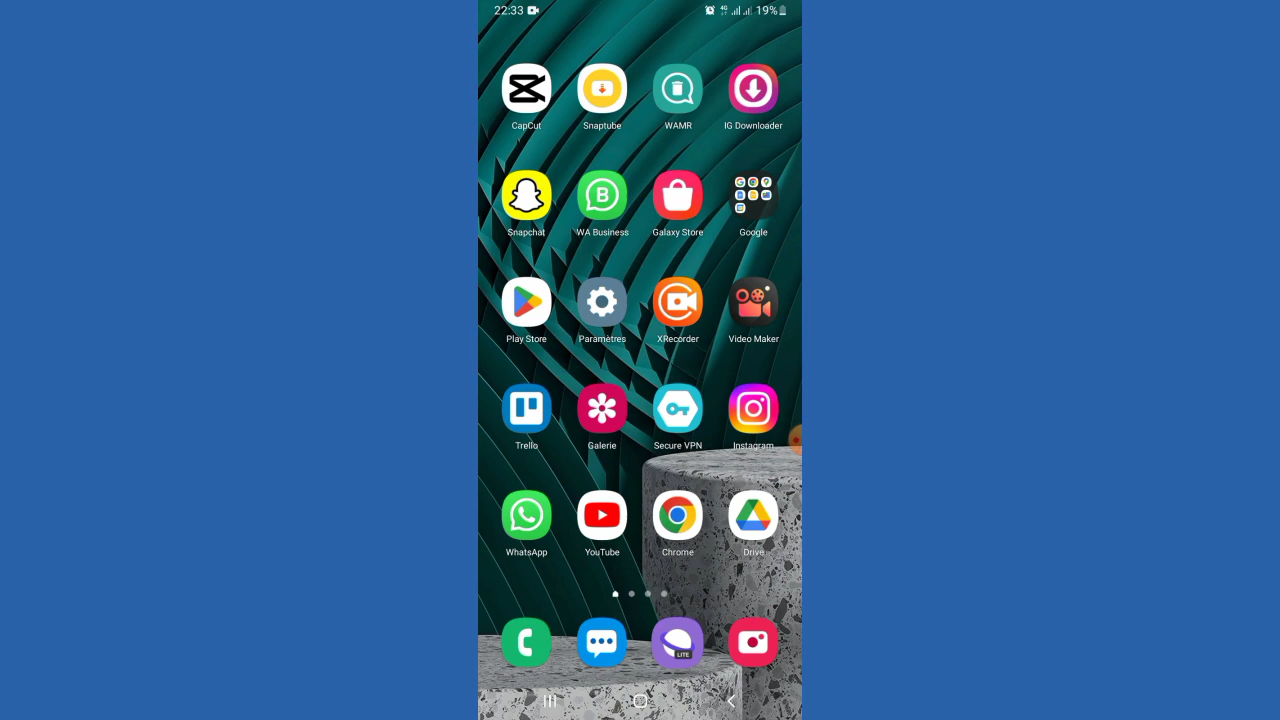 22:33 4G 19%
CapCut Snaptube WAMR IG Downloader
B
Snapchat WA Business Galaxy Store Google
Play Store Paramètres XRecorder Video Maker
Trello Galerie Secure VPN Instagram
WhatsApp YouTube Chrome Drive
LITE